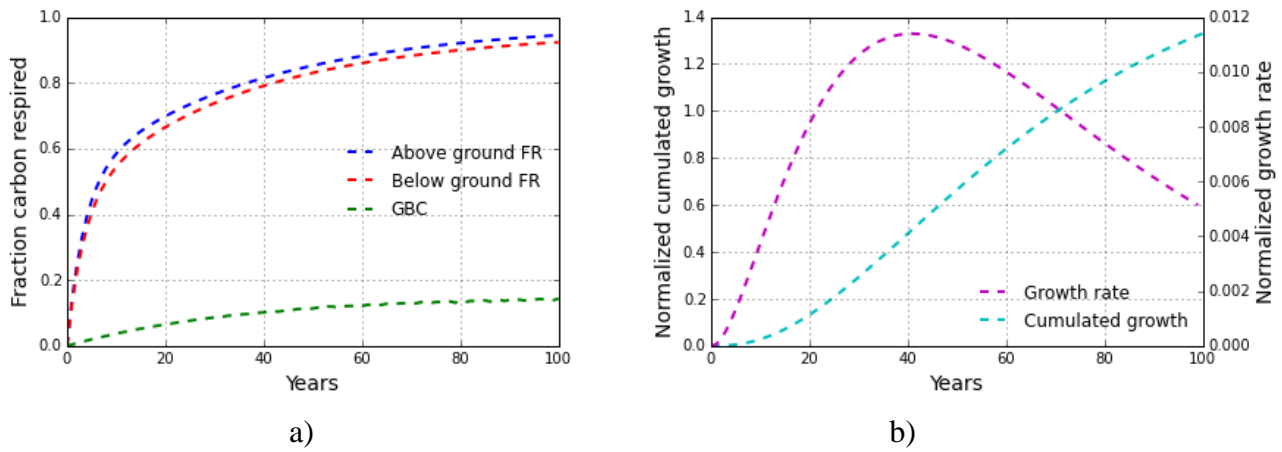 Fraction carbon respired
1.0
0.8
0.6
0.4
0.2
0.0
0
20
40
60
80
100
Years
Above ground FR
Below ground FR
GBC
a)
Normalized cumulated growth
1.4
1.2
1.0
0.8
0.6
0.4
0.2
0.0
0
20
40
60
80
100
Years
Growth rate
Cumulated growth
0.012
0.010
0.008
0.006
0.004
0.002
0.000
Normalized growth rate
b)